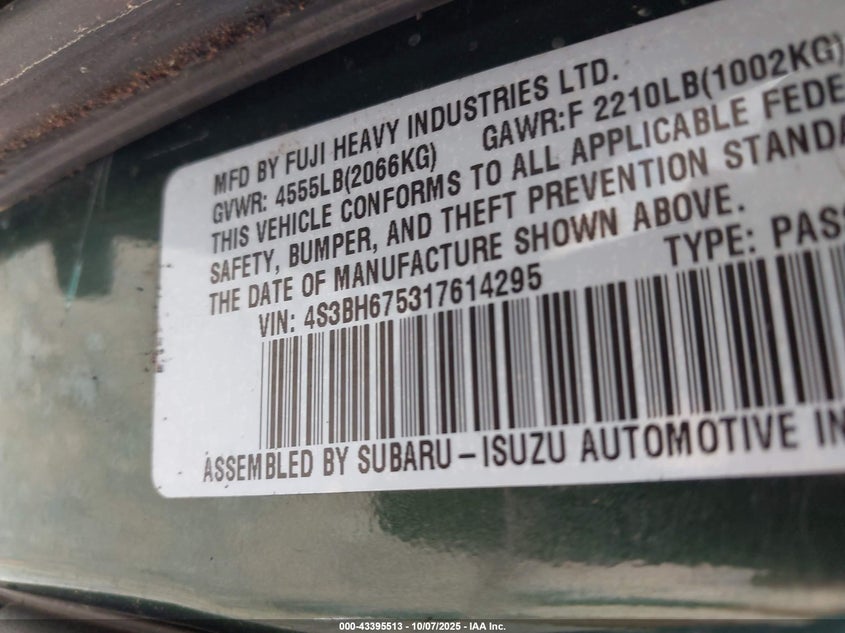 MFD BY FUJI HEAVY INDUSTRIES LTD.
GVWR: 4555LB(2066KG) GAWR:F 2210LB(1002KG)
THIS VEHICLE CONFORMS TO ALL APPLICABLE FEDE
SAFETY, BUMPER, AND THEFT PREVENTION STANDA
THE DATE OF MANUFACTURE SHOWN ABOVE.
VIN: 4S3BH675317614295 TYPE: PASS
ASSEMBLED BY SUBARU-ISUZU AUTOMOTIVE IN
000-43395513 - 10/07/2025 - IAA Inc.